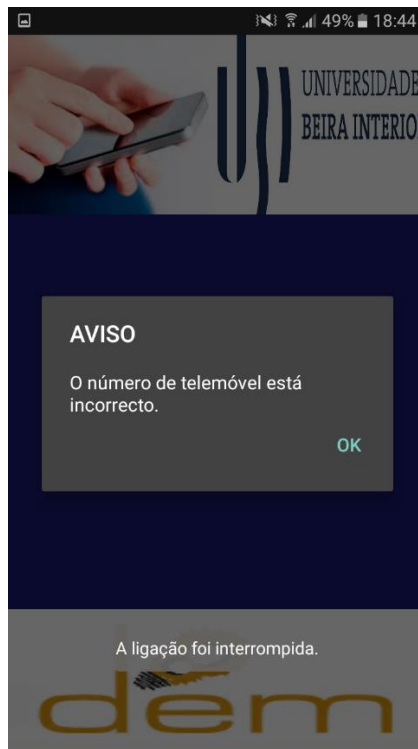 49% 18:44
UNIVERSIDADE
BEIRA INTERIO
AVISO
O número de telemóvel está
incorrecto.
OK
A ligação foi interrompida.
dem